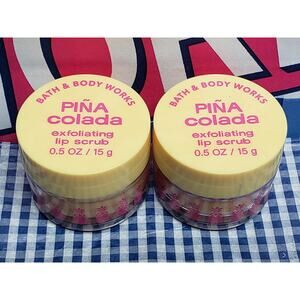 BATH & BODY WORKS
PIÑA
colada
exfoliating
lip scrub
0.5 OZ / 15 g
BATH & BODY WORKS
PIÑA
colada
exfoliating
lip scrub
0.5 OZ / 15 g